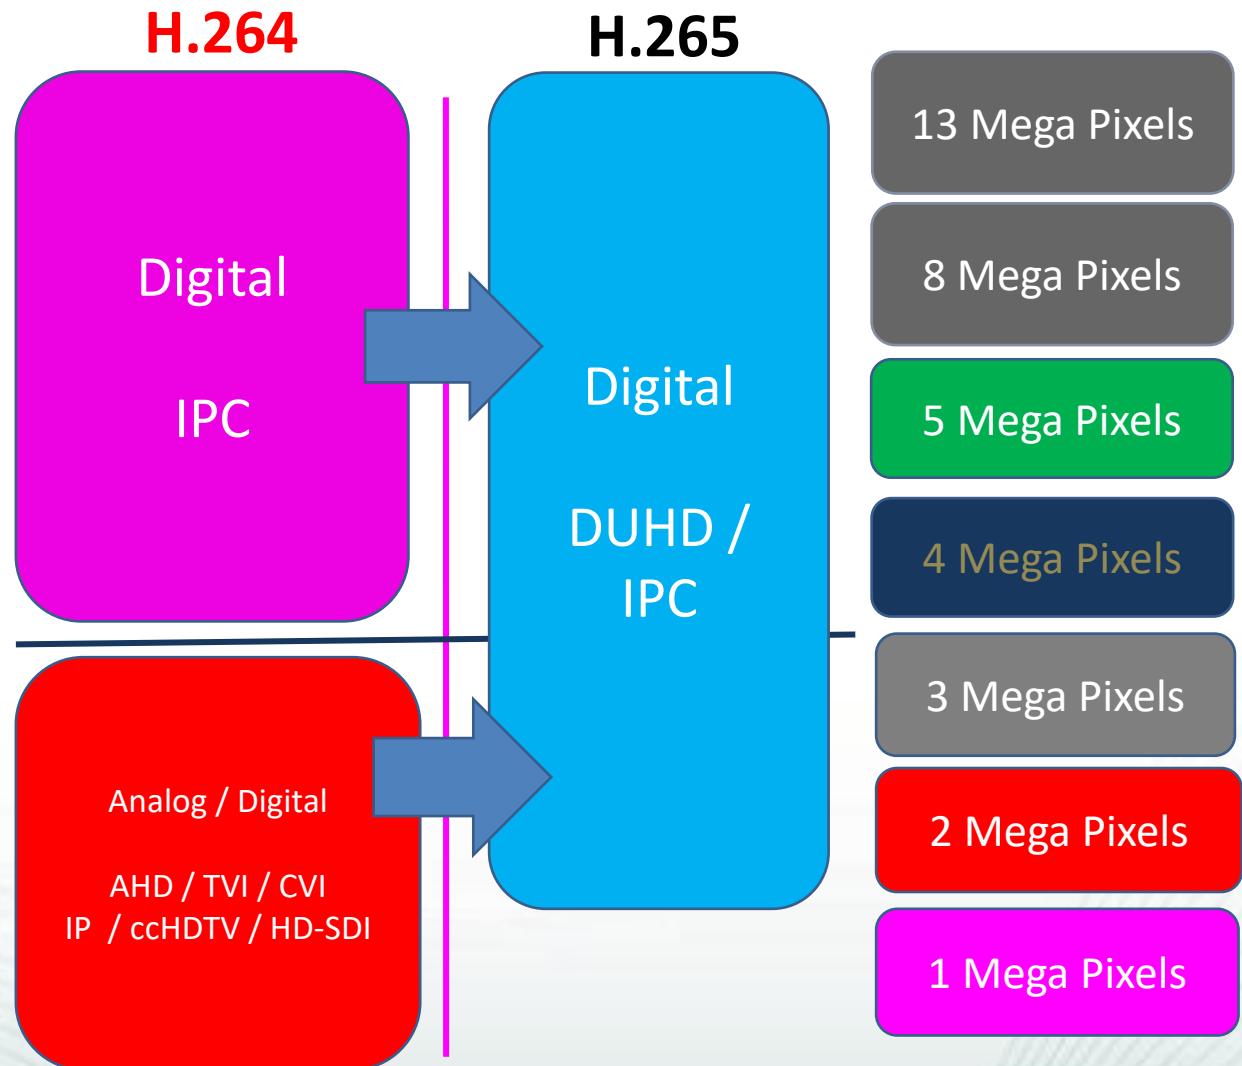 H.264
H.265
Digital
IPC
Analog / Digital
AHD / TVI / CVI
IP / ccHDTV / HD-SDI
Digital
DUHD /
IPC
13 Mega Pixels
8 Mega Pixels
5 Mega Pixels
4 Mega Pixels
3 Mega Pixels
2 Mega Pixels
1 Mega Pixels